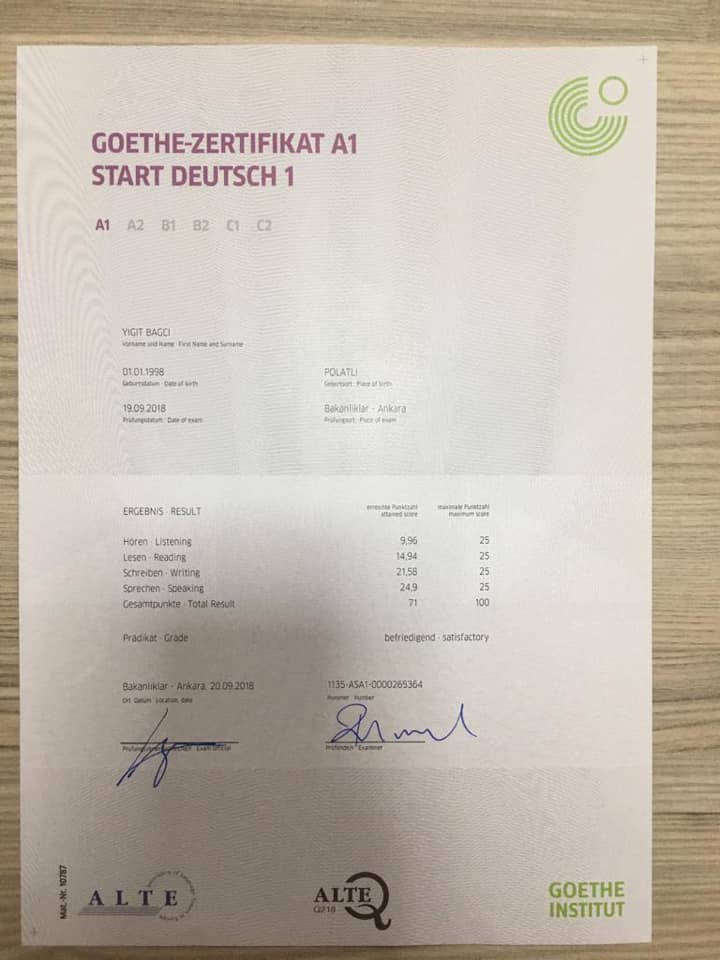 GOETHE-ZERTIFIKAT A1
START DEUTSCH 1
A1 A2 B1 B2 C1 C2
YIGIT BAGCI
Vorname und Name · First Name and Surname
01.01.1998 POLATLI
Geburtsdatum · Date of birth Geburtsort · Place of birth
19.09.2018 Bakanliklar - Ankara
Prüfungsdatum · Date of exam Prüfungsort · Place of exam
ERGEBNIS · RESULT
erreichte Punktzahl maximale Punktzahl
attained score maximum score
Hören · Listening 9,96 25
Lesen · Reading 14,94 25
Schreiben · Writing 21,58 25
Sprechen · Speaking 24,9 25
Gesamtpunkte · Total Result 71 100
Prädikat · Grade befriedigend · satisfactory
Bakanliklar - Ankara, 20.09.2018 1135-ASA1-0000265364
Ort, Datum · Location, date Nummer · Number
Exam official Prüfende/r · Examiner
Mat.-Nr. 10787
ALTE
ALTE
Q218
GOETHE
INSTITUT